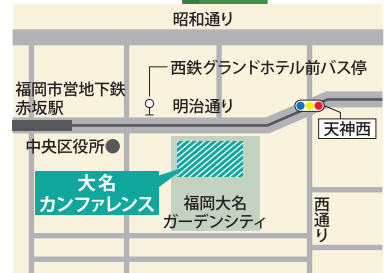 昭和通り
西鉄グランドホテル前バス停
福岡市営地下鉄
赤坂駅
明治通り
天神西
中央区役所
大名
カンファレンス
福岡大名
ガーデンシティ
西通り